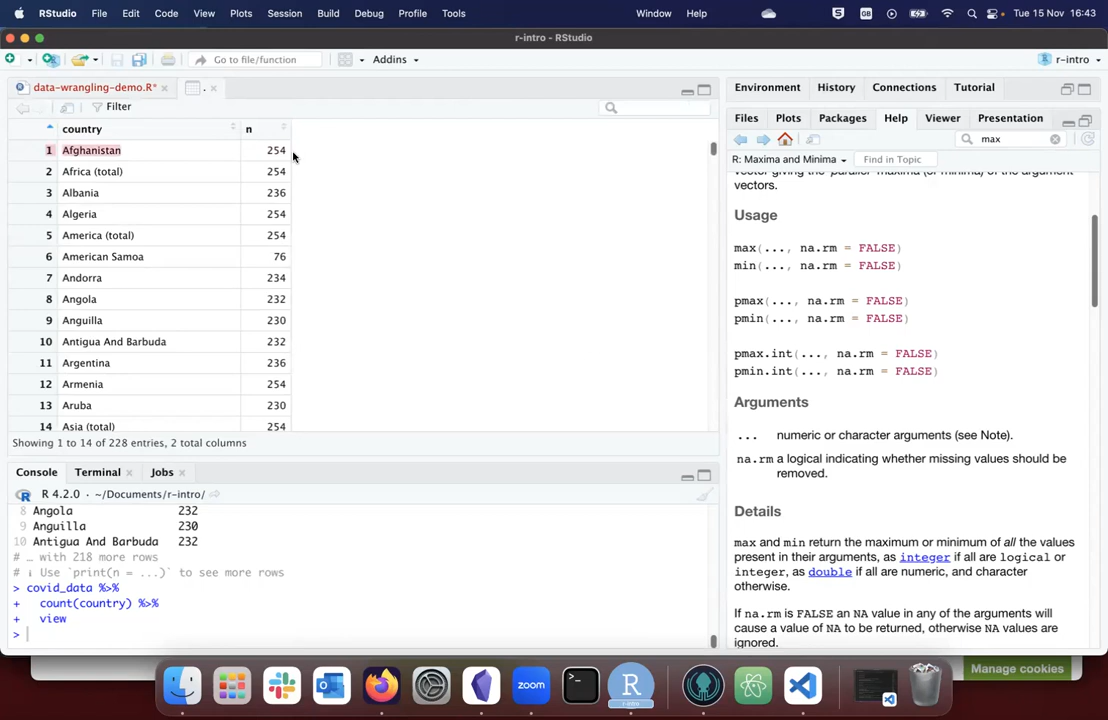 RStudio File Edit Code View Plots Session Build Debug Profile Tools Window Help Tue 15 Nov 16:43
r-intro - RStudio
Go to file/function Addins r-intro
data-wrangling-demo.R* .
Filter
country n
1 Afghanistan 254
2 Africa (total) 254
3 Albania 236
4 Algeria 254
5 America (total) 254
6 American Samoa 76
7 Andorra 234
8 Angola 232
9 Anguilla 230
10 Antigua And Barbuda 232
11 Argentina 236
12 Armenia 254
13 Aruba 230
14 Asia (total) 254
Showing 1 to 14 of 228 entries, 2 total columns
Console Terminal Jobs
R 4.2.0 · ~/Documents/r-intro/
8 Angola 232
9 Anguilla 230
10 Antigua And Barbuda 232
# … with 218 more rows
# ℹ Use `print(n = ...)` to see more rows
> covid_data %>%
+ count(country) %>%
+ view
>
Environment History Connections Tutorial
Files Plots Packages Help Viewer Presentation
max
R: Maxima and Minima Find in Topic
vector giving the 'parallel' maxima (or minima) of the argument
vectors.
Usage
max(..., na.rm = FALSE)
min(..., na.rm = FALSE)
pmax(..., na.rm = FALSE)
pmin(..., na.rm = FALSE)
pmax.int(..., na.rm = FALSE)
pmin.int(..., na.rm = FALSE)
Arguments
... numeric or character arguments (see Note).
na.rm a logical indicating whether missing values should be
removed.
Details
max and min return the maximum or minimum of all the values
present in their arguments, as integer if all are logical or
integer, as double if all are numeric, and character
otherwise.
If na.rm is FALSE an NA value in any of the arguments will
cause a value of NA to be returned, otherwise NA values are
ignored.
Manage cookies
zoom
R
r-intro